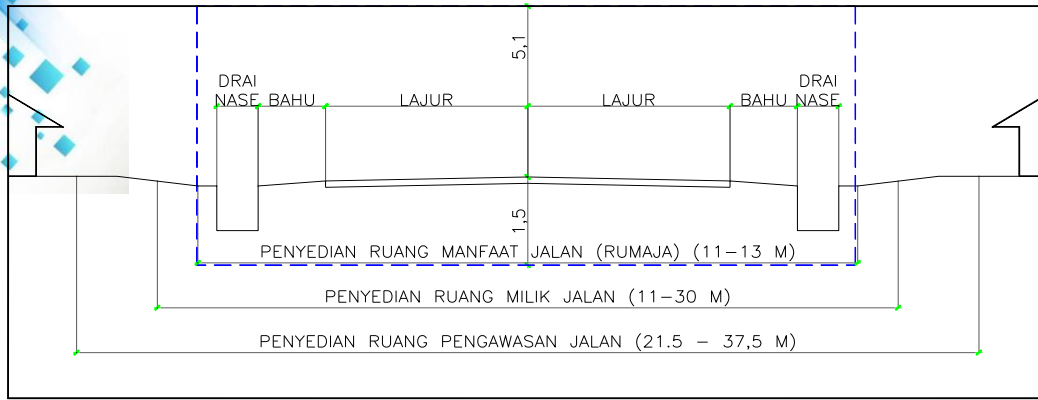 5,1
DRAI
NASE
BAHU
LAJUR
LAJUR
BAHU
DRAI
NASE
1,5
PENYEDIAN RUANG MANFAAT JALAN (RUMAJA) (11-13 M)
PENYEDIAN RUANG MILIK JALAN (11-30 M)
PENYEDIAN RUANG PENGAWASAN JALAN (21.5 - 37,5 M)